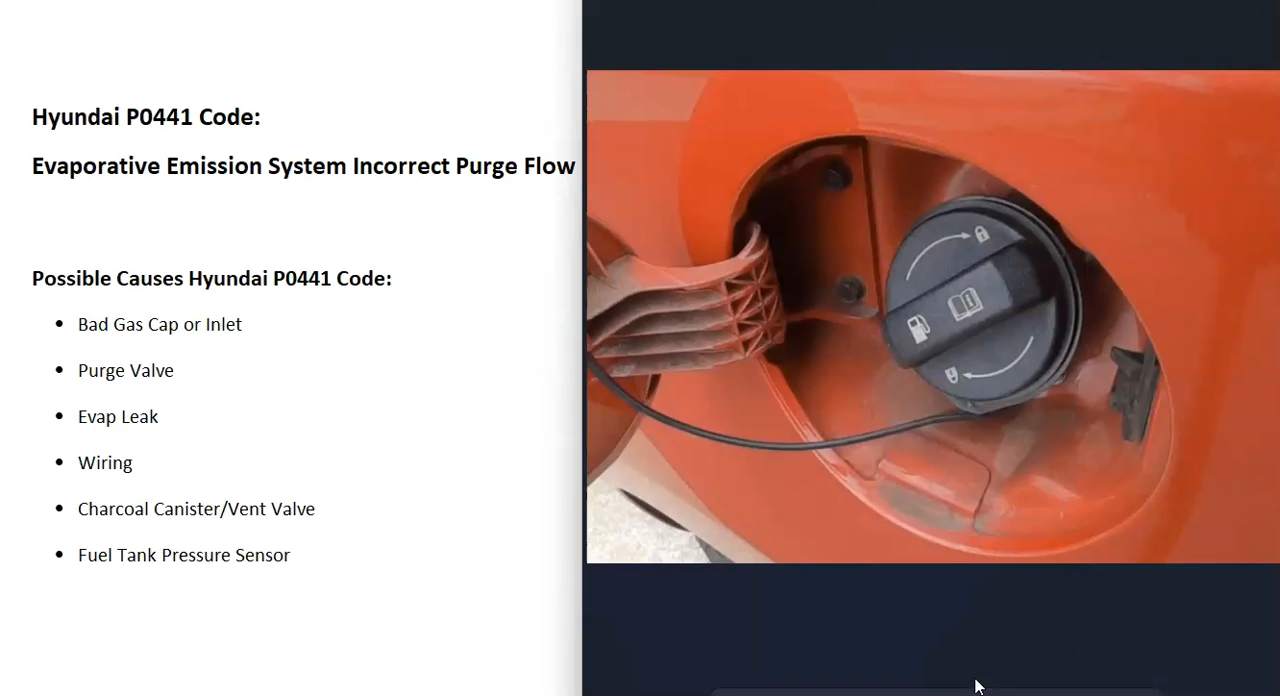 Hyundai P0441 Code:
Evaporative Emission System Incorrect Purge Flow
Possible Causes Hyundai P0441 Code:
• Bad Gas Cap or Inlet
• Purge Valve
• Evap Leak
• Wiring
• Charcoal Canister/Vent Valve
• Fuel Tank Pressure Sensor